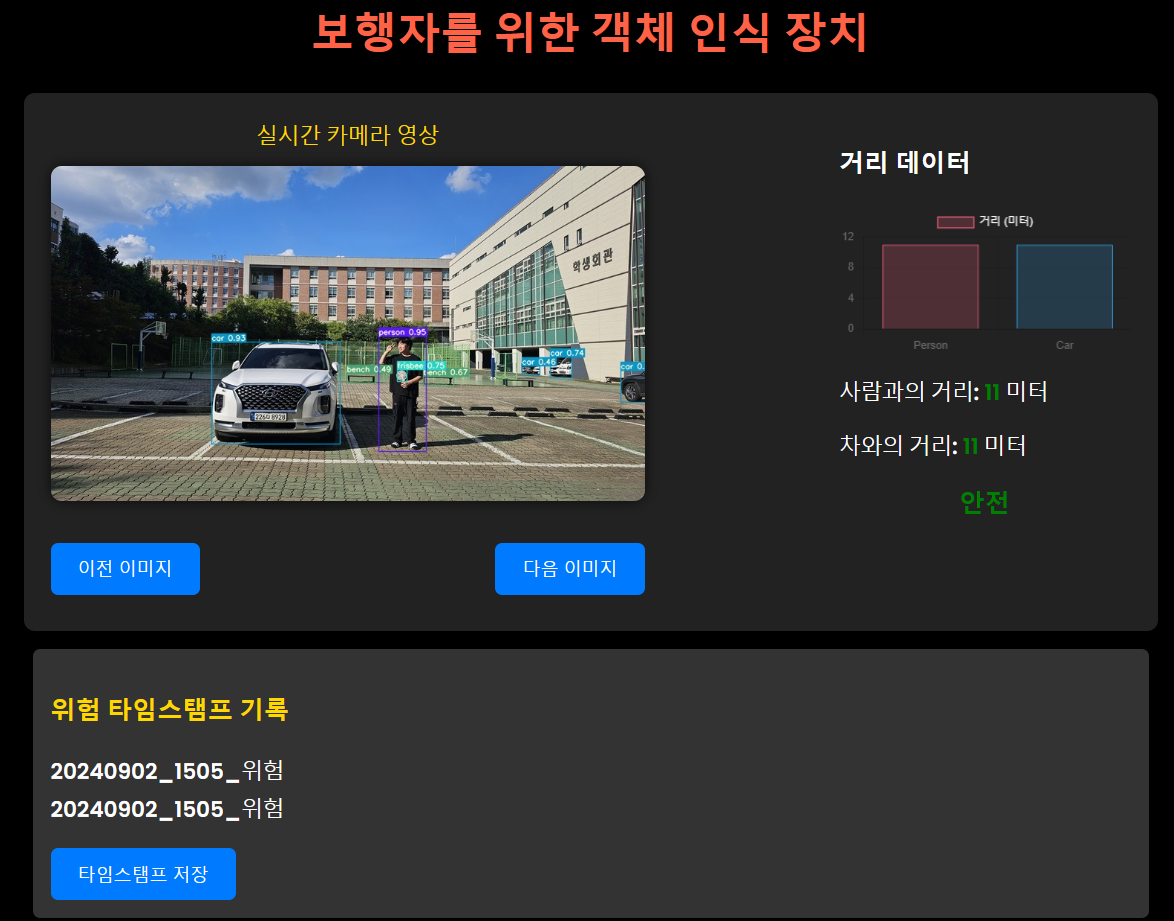 보행자를 위한 객체 인식 장치
실시간 카메라 영상
학생회관
car 0.93
person 0.95
bench 0.49
frisbee 0.75
bench 0.67
car 0.46
car 0.74
car 0.
이전 이미지
다음 이미지
거리 데이터
거리 (미터)
12
8
4
0
Person
Car
사람과의 거리: 11 미터
차와의 거리: 11 미터
안전
위험 타임스탬프 기록
20240902_1505_위험
20240902_1505_위험
타임스탬프 저장